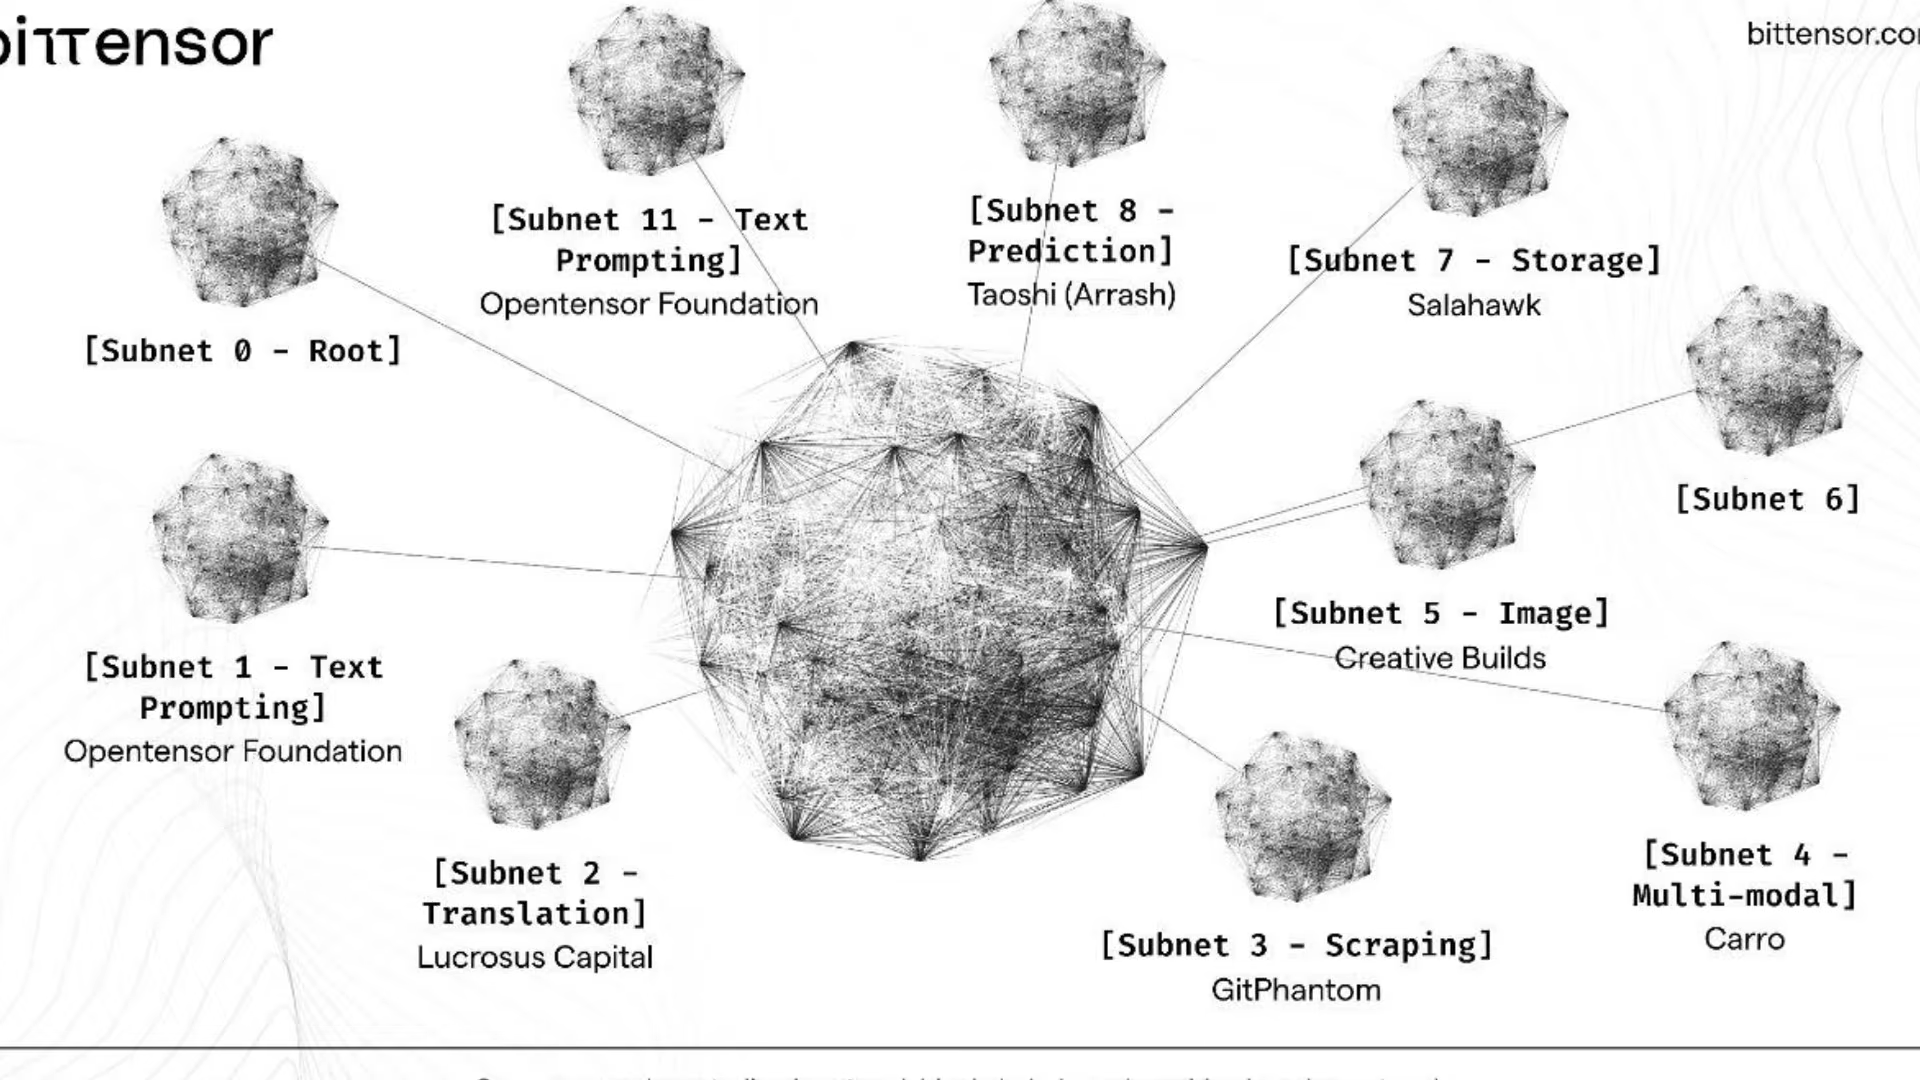 bittensor
bittensor.co
[Subnet 11 – Text
Prompting]
Opentensor Foundation
[Subnet 8 –
Prediction]
Taoshi (Arrash)
[Subnet 7 – Storage]
Salahawk
[Subnet 0 – Root]
[Subnet 6]
[Subnet 5 – Image]
Creative Builds
[Subnet 1 – Text
Prompting]
Opentensor Foundation
[Subnet 2 –
Translation]
Lucrosus Capital
[Subnet 3 – Scraping]
GitPhantom
[Subnet 4 –
Multi-modal]
Carro